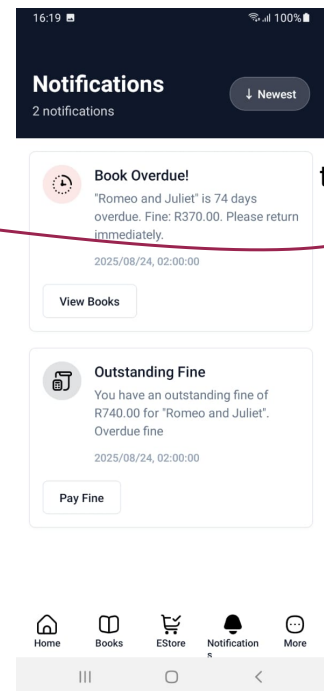 16:19 100%
Notifications
2 notifications
↓ Newest
Book Overdue!
"Romeo and Juliet" is 74 days
overdue. Fine: R370.00. Please return
immediately.
2025/08/24, 02:00:00
View Books
Outstanding Fine
You have an outstanding fine of
R740.00 for "Romeo and Juliet".
Overdue fine
2025/08/24, 02:00:00
Pay Fine
Home Books EStore Notification More
s